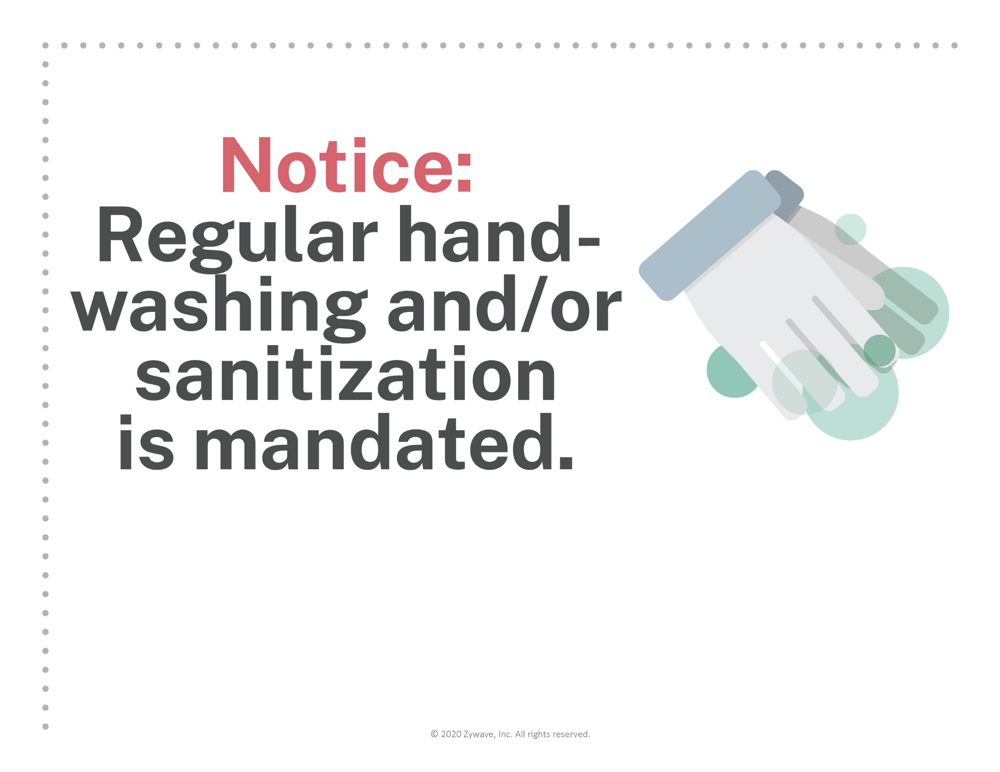 Notice:
Regular hand-
washing and/or
sanitization
is mandated.
© 2020 Zywave, Inc. All rights reserved.